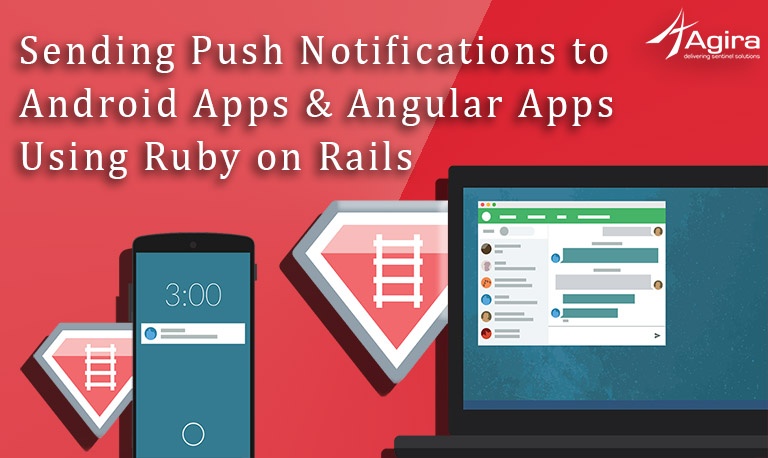 Sending Push Notifications to
Android Apps & Angular Apps
Using Ruby on Rails
Agira
delivering sentinel solutions
3:00